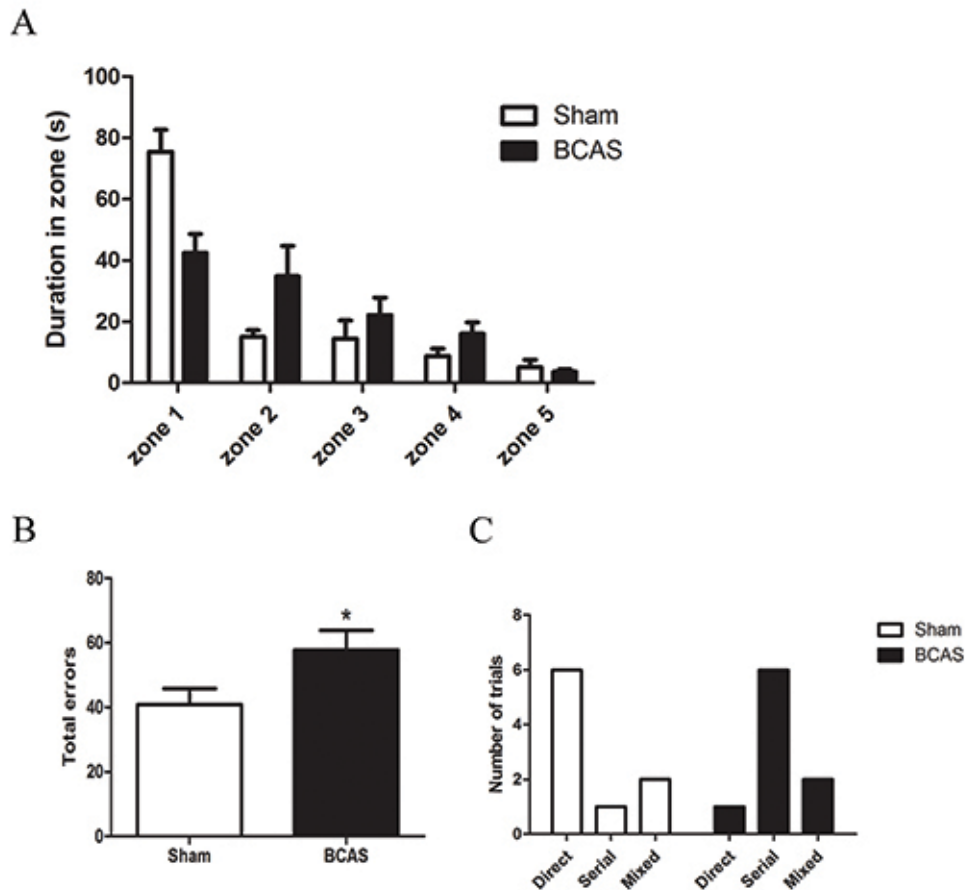 A
Duration in zone (s)
100
80
60
40
20
0
zone 1
zone 2
zone 3
zone 4
zone 5
Sham
BCAS
B
Total errors
80
60
40
20
0
*
Sham
BCAS
C
Number of trials
8
6
4
2
0
Direct
Serial
Mixed
Direct
Serial
Mixed
Sham
BCAS